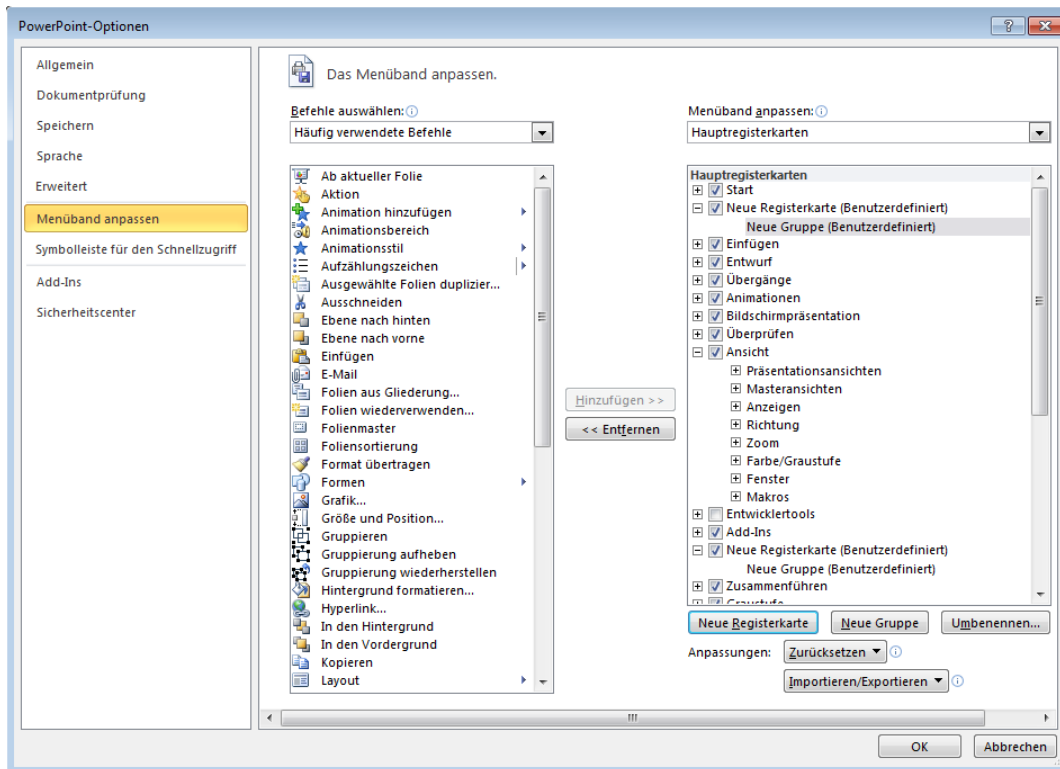 PowerPoint-Optionen
Allgemein
Dokumentprüfung
Speichern
Sprache
Erweitert
Menüband anpassen
Symbolleiste für den Schnellzugriff
Add-Ins
Sicherheitscenter
Das Menüband anpassen.
Befehle auswählen:
Häufig verwendete Befehle
Ab aktueller Folie
Aktion
Animation hinzufügen
Animationsbereich
Animationsstil
Aufzählungszeichen
Ausgewählte Folien duplizier...
Ausschneiden
Ebene nach hinten
Ebene nach vorne
Einfügen
E-Mail
Folien aus Gliederung...
Folien wiederverwenden...
Folienmaster
Foliensortierung
Format übertragen
Formen
Grafik...
Größe und Position...
Gruppieren
Gruppierung aufheben
Gruppierung wiederherstellen
Hintergrund formatieren...
Hyperlink...
In den Hintergrund
In den Vordergrund
Kopieren
Layout
Hinzufügen >>
<< Entfernen
Menüband anpassen:
Hauptregisterkarten
Hauptregisterkarten
Start
Neue Registerkarte (Benutzerdefiniert)
Neue Gruppe (Benutzerdefiniert)
Einfügen
Entwurf
Übergänge
Animationen
Bildschirmpräsentation
Überprüfen
Ansicht
Präsentationsansichten
Masteransichten
Anzeigen
Richtung
Zoom
Farbe/Graustufe
Fenster
Makros
Entwicklertools
Add-Ins
Neue Registerkarte (Benutzerdefiniert)
Neue Gruppe (Benutzerdefiniert)
Zusammenführen
Graustufe
Neue Registerkarte
Neue Gruppe
Umbenennen...
Anpassungen:
Zurücksetzen
Importieren/Exportieren
OK
Abbrechen